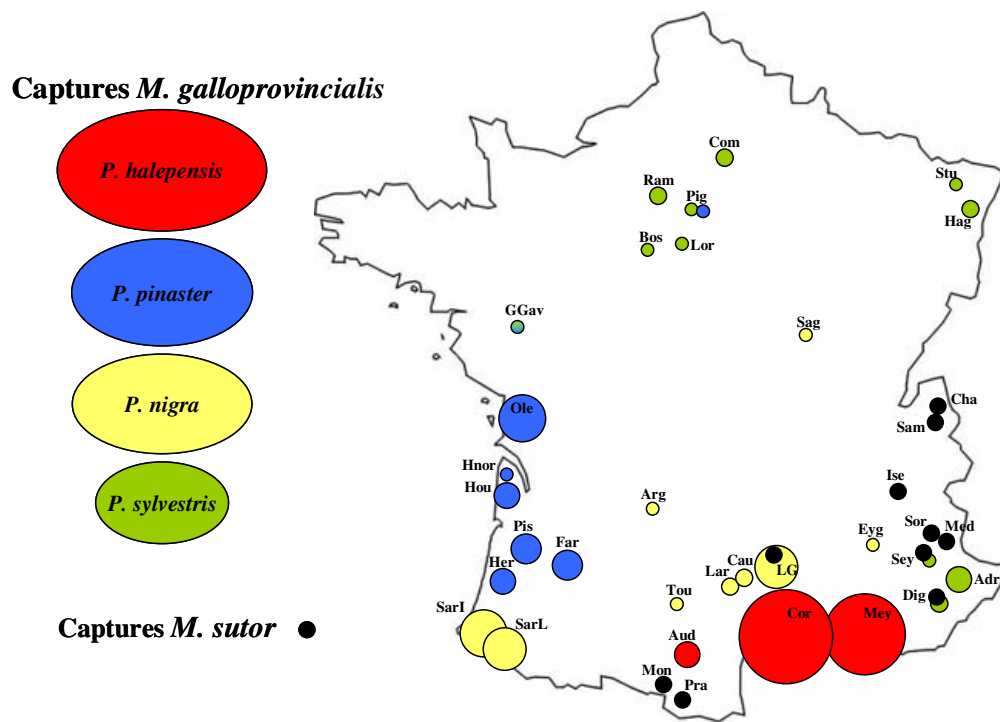 Captures M. galloprovincialis
P. halepensis
P. pinaster
P. nigra
P. sylvestris
Captures M. sutor
Com
Stu
Ram
Pig
Hag
Bos
Lor
GGav
Sag
Ole
Cha
Sam
Hnor
Hou
Ise
Arg
Pis
Far
Sor
Med
Eyg
Sey
Her
Cau
LG
Lar
Adr
Tou
Dig
SarI
SarL
Cor
Mey
Aud
Mon
Pra